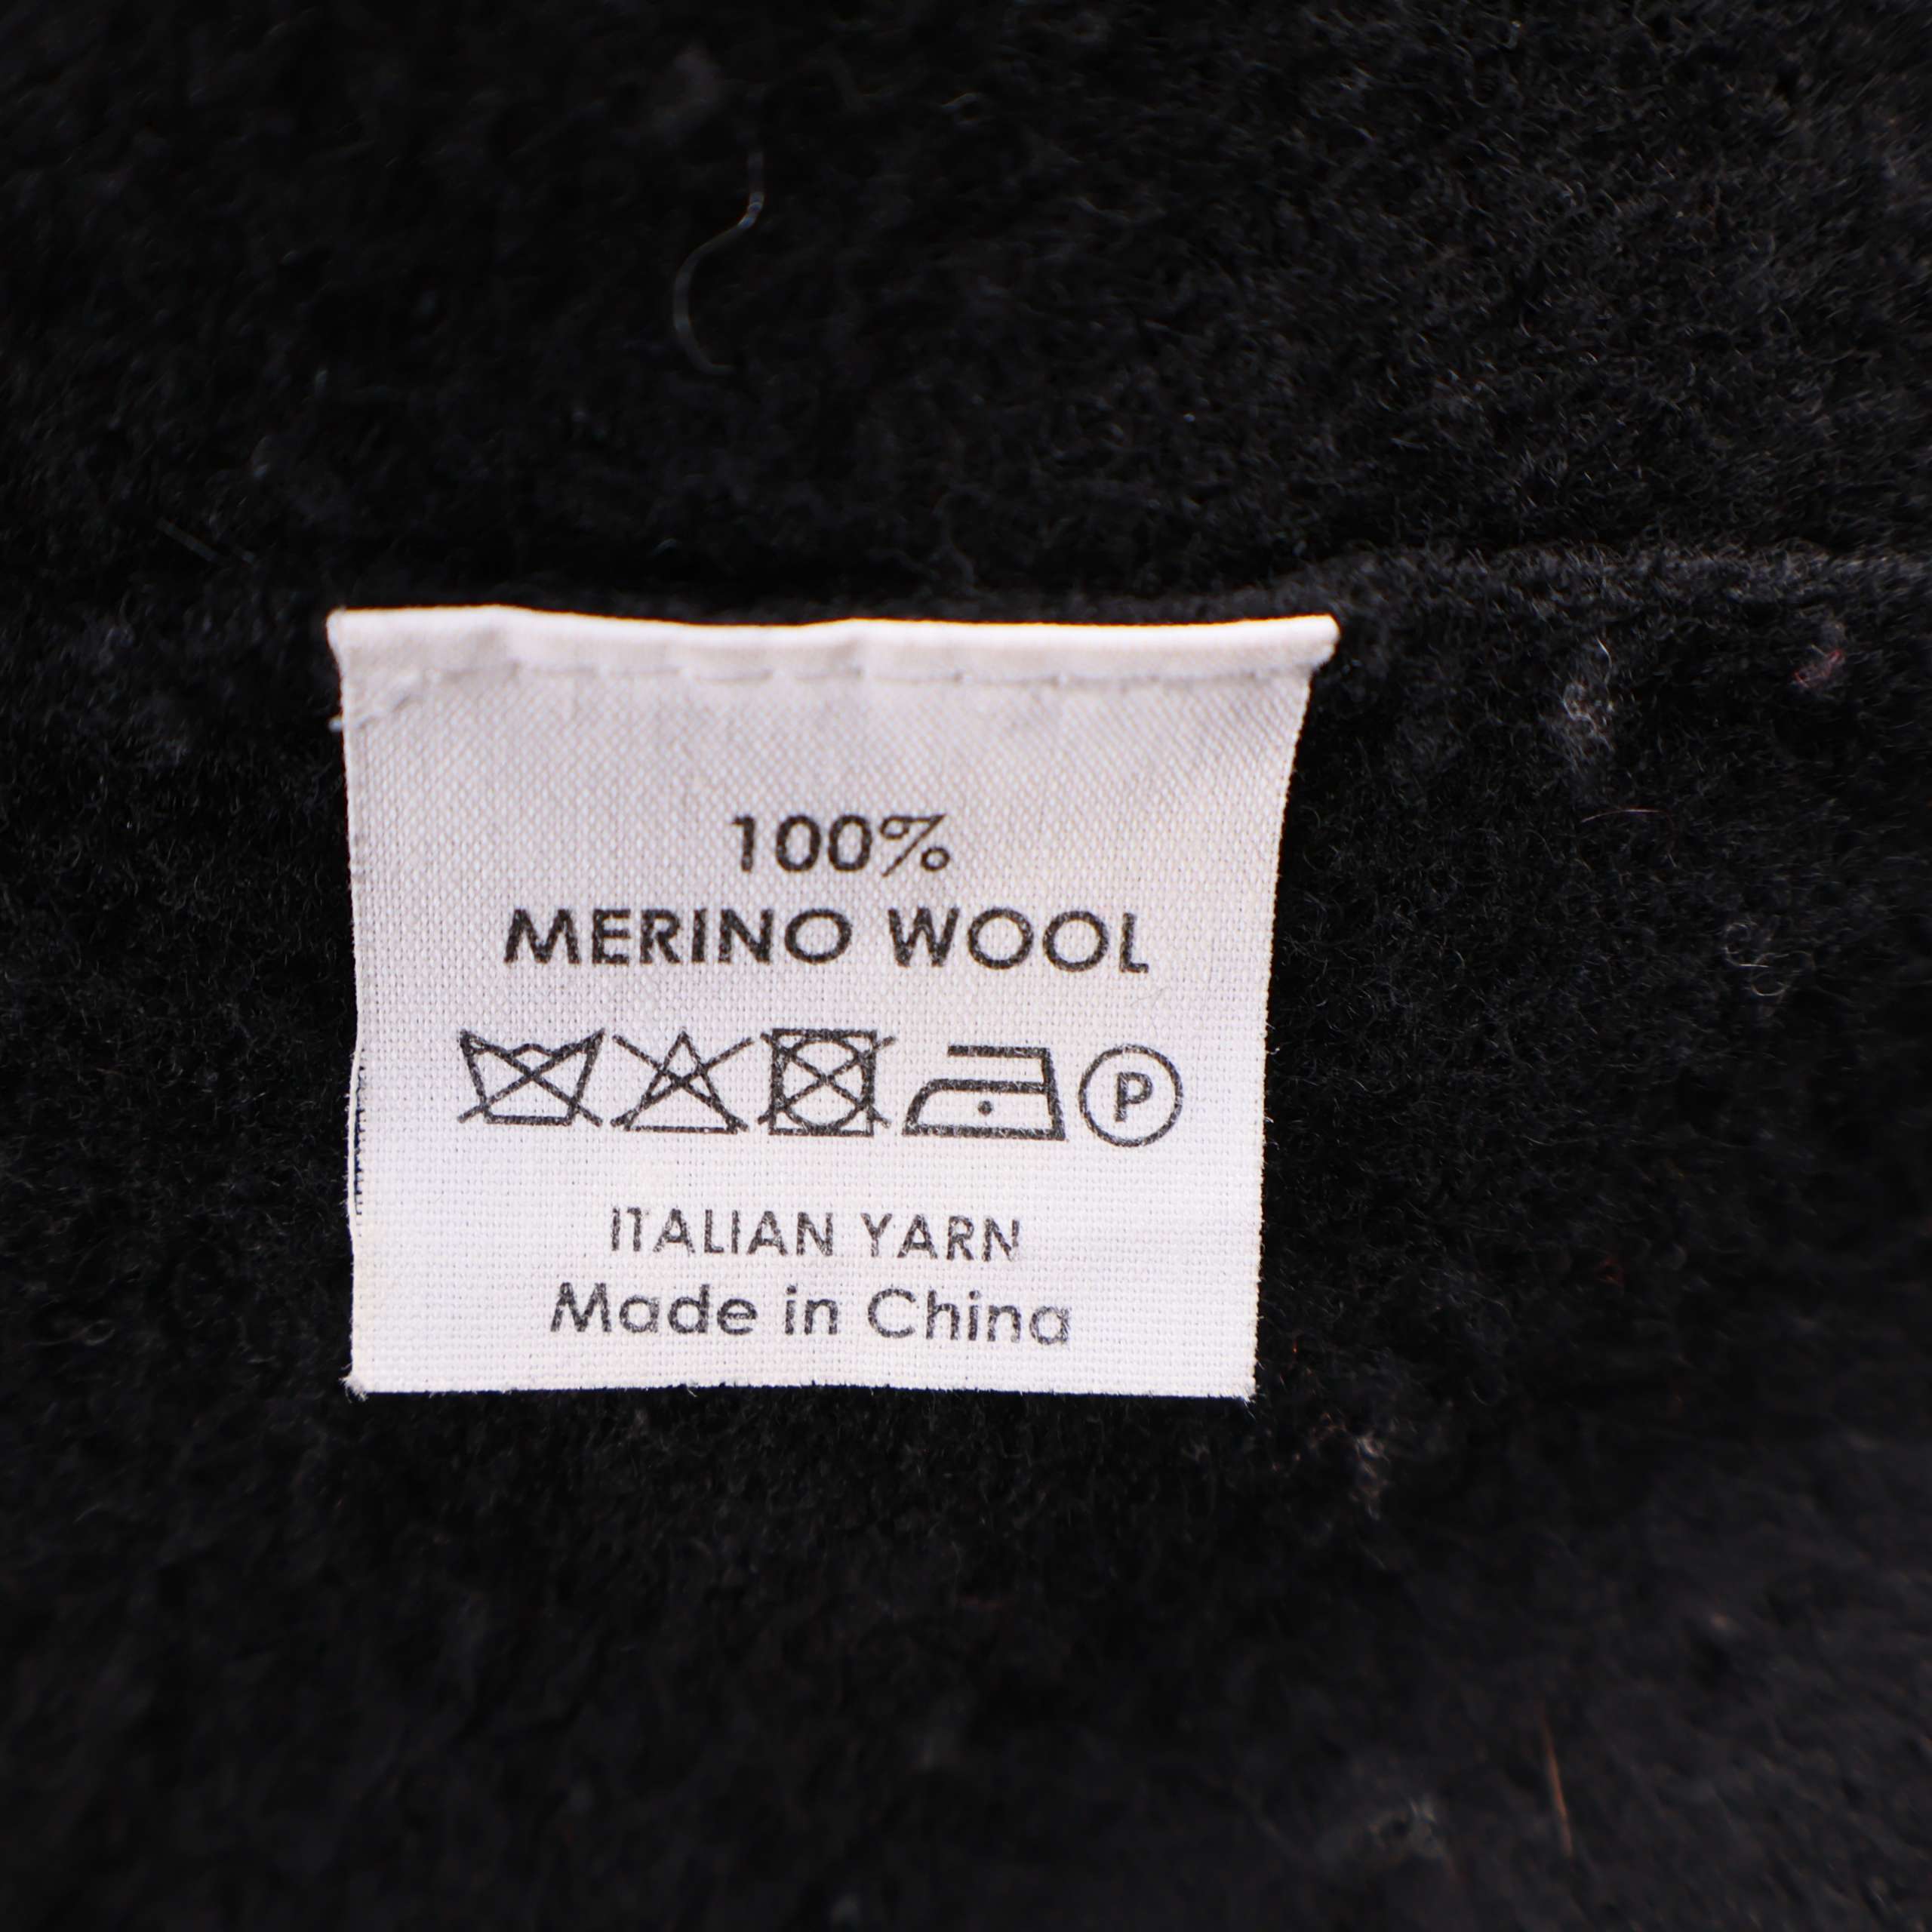 100%
MERINO WOOL
P
ITALIAN YARN
Made in China